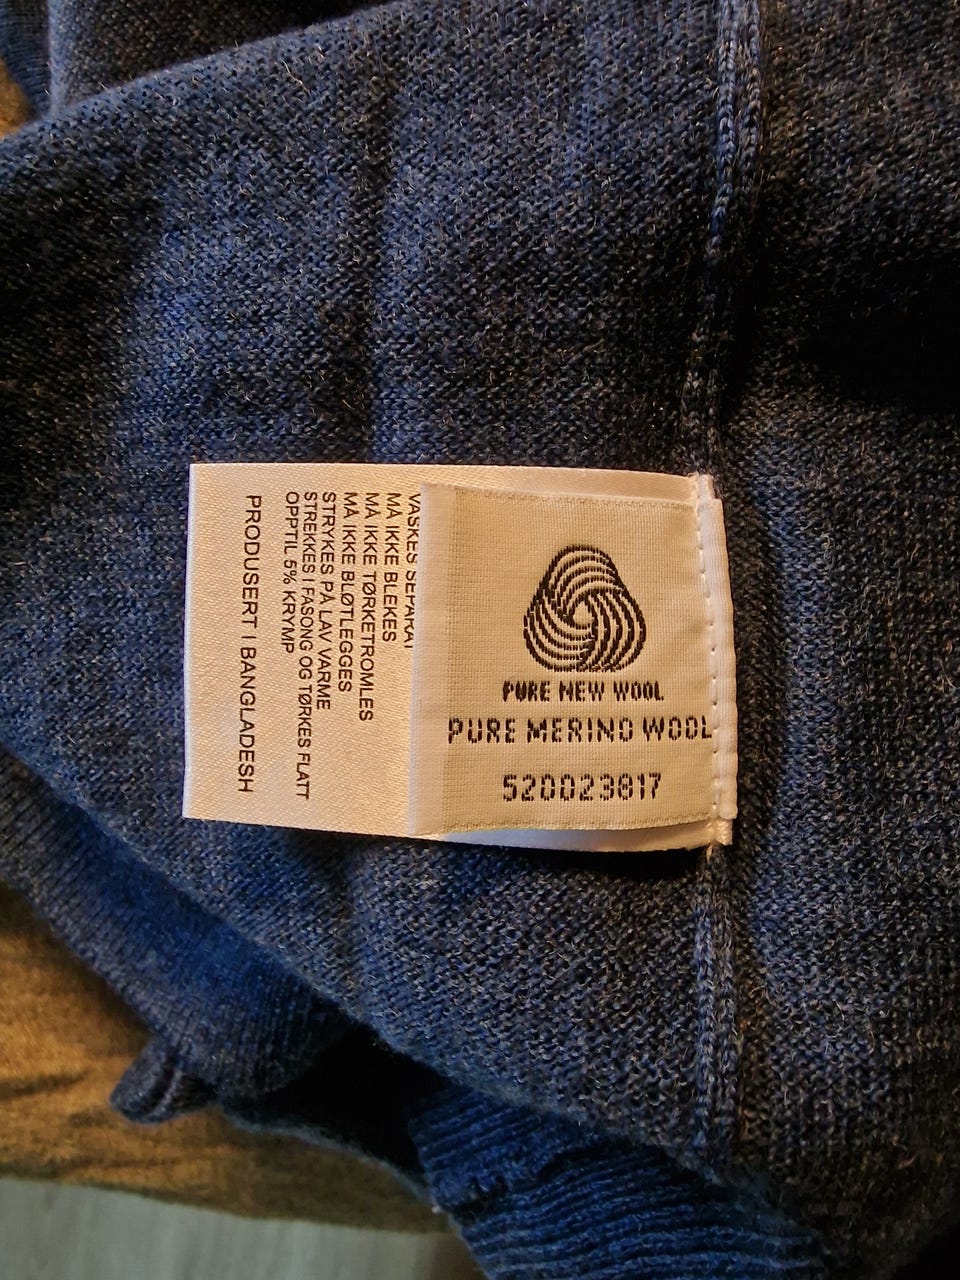 PURE NEW WOOL
PURE MERINO WOOL
520023817
VASKES SEPARAT
MÅ IKKE BLEKES
MÅ IKKE TØRKETROMLES
MÅ IKKE BLØTLEGGES
STRYKES PÅ LAV VARME
STREKKES I FASONG OG TØRKES FLATT
OPPTIL 5% KRYMP
PRODUSERT I BANGLADESH